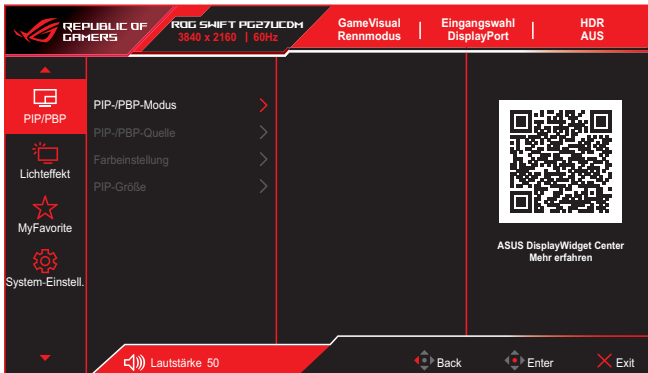 REPUBLIC OF
GAMERS
ROG SWIFT PG27UCDM
3840 x 2160 | 60Hz
GameVisual
Rennmodus
Eingangswahl
DisplayPort
HDR
AUS
PIP/PBP
Lichteffekt
MyFavorite
System-Einstell.
PIP-/PBP-Modus
PIP-/PBP-Quelle
Farbeinstellung
PIP-Größe
ASUS DisplayWidget Center
Mehr erfahren
Lautstärke 50
Back
Enter
Exit